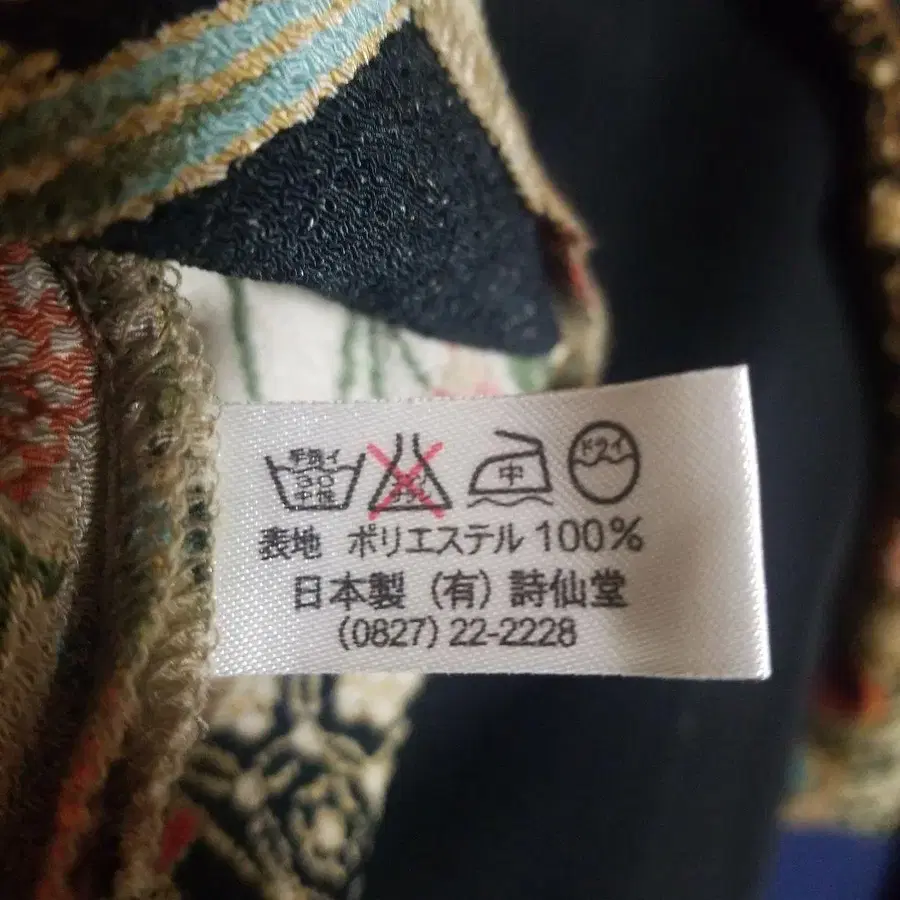 手洗イ 30 中性
中 ドライ
表地 ポリエステル 100%
日本製 (有) 詩仙堂
(0827) 22-2228